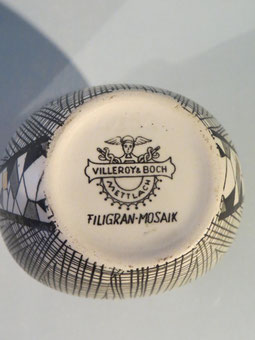 VILLEROY & BOCH
METTLACH
FILIGRAN-MOSAIK